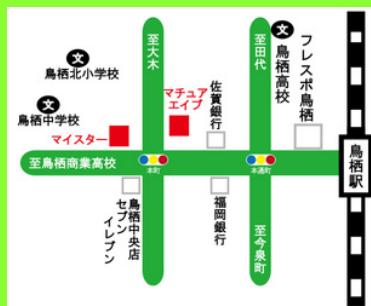 至大木
至田代
文
鳥栖高校
フレスポ鳥栖
文
鳥栖北小学校
文
鳥栖中学校
マイスター
マチュア
エイブ
佐賀銀行
鳥栖駅
至鳥栖商業高校
本町
本通町
鳥栖中央店
セブン
イレブン
福岡銀行
至今泉町